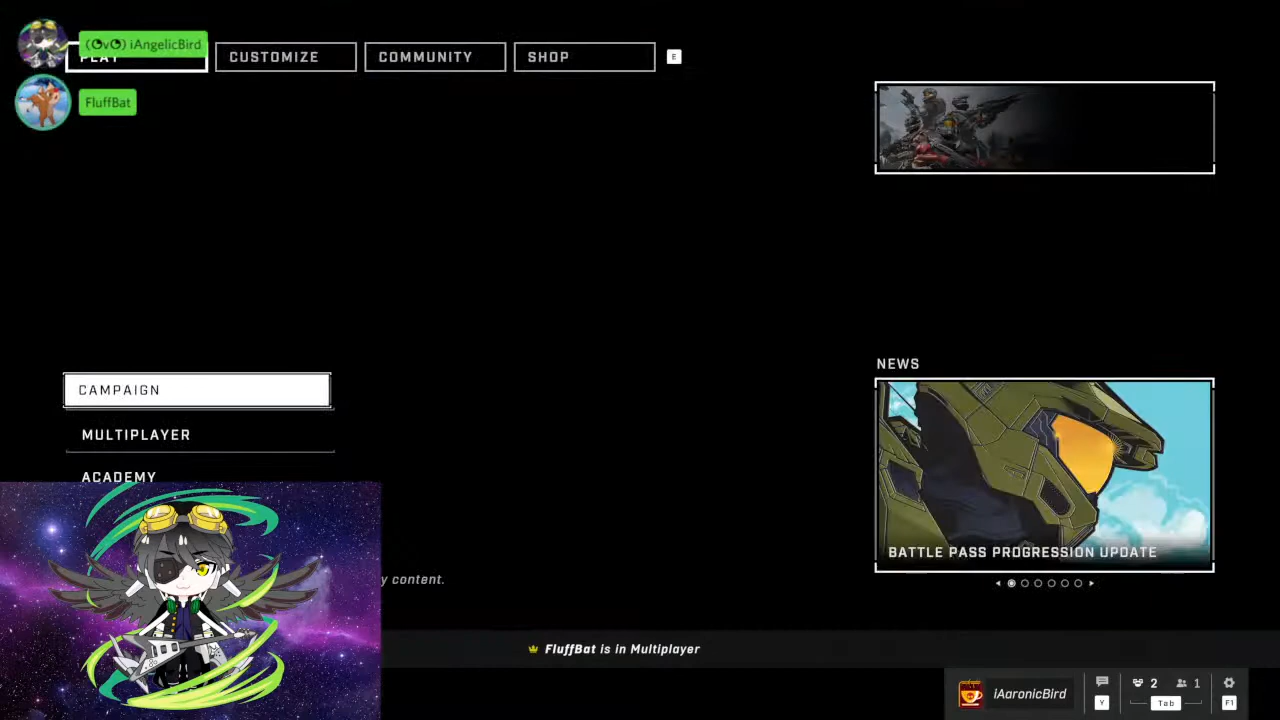 (◔v◔) iAngelicBird
PLAY
CUSTOMIZE
COMMUNITY
SHOP
E
FluffBat
NEWS
CAMPAIGN
MULTIPLAYER
ACADEMY
BATTLE PASS PROGRESSION UPDATE
y content.
FluffBat is in Multiplayer
iAaronicBird
Y
2
1
Tab
F1